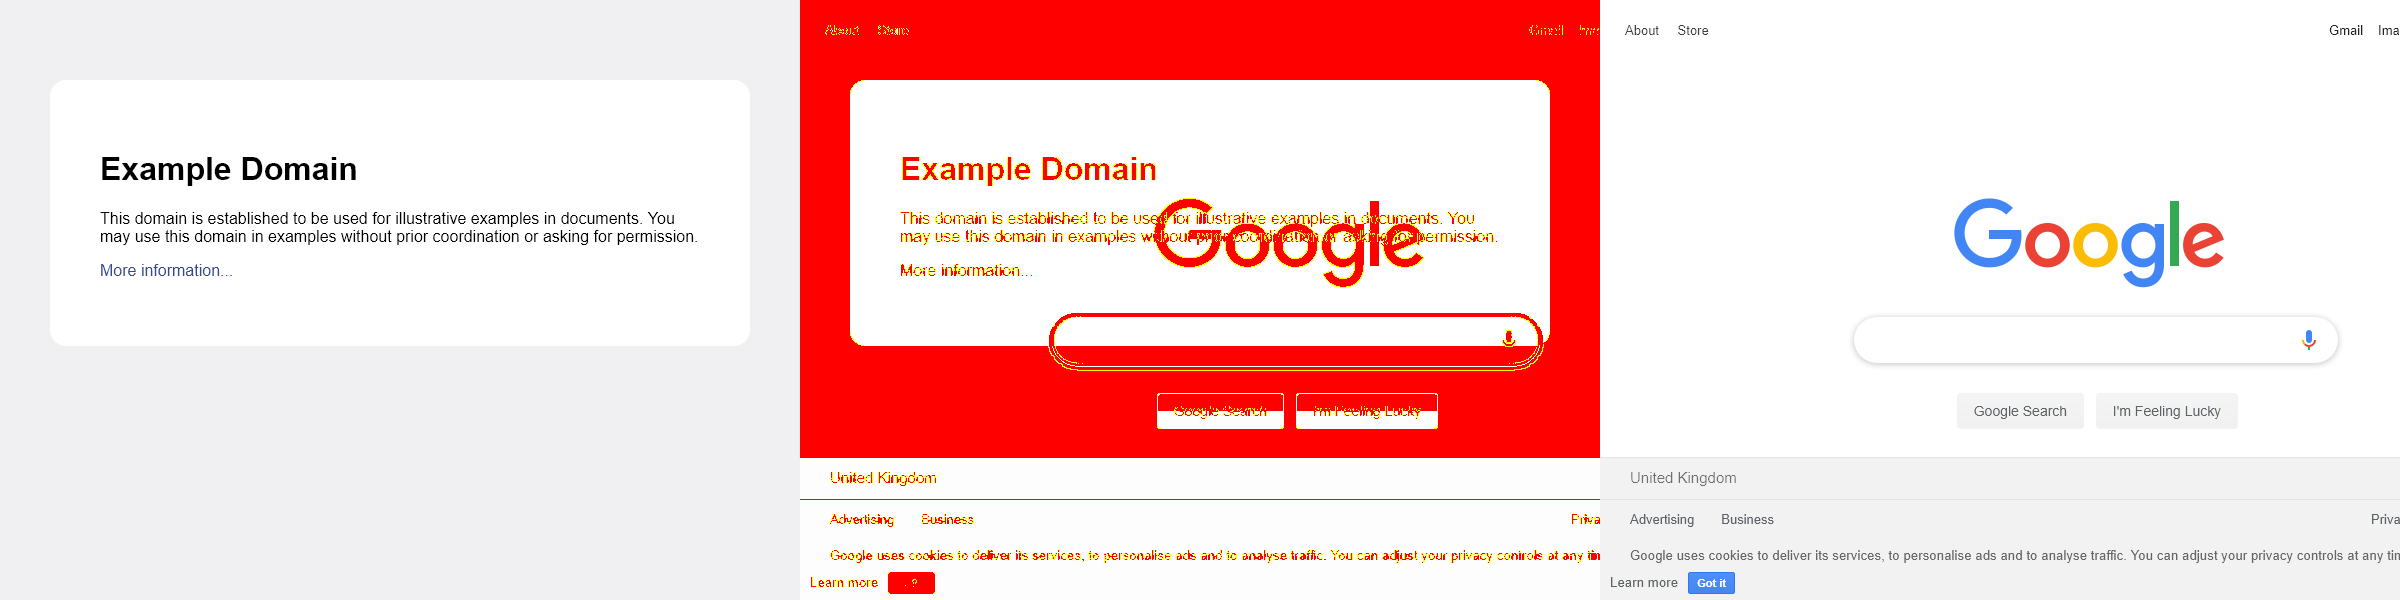 Example Domain
This domain is established to be used for illustrative examples in documents. You
may use this domain in examples without prior coordination or asking for permission.
More information...
About Store Gmail
Example Domain
Google
This domain is established to be used for illustrative examples in documents. You
may use this domain in examples without prior coordination or asking for permission.
More information...
Google Search I'm Feeling Lucky
United Kingdom
Advertising Business Priva
Google uses cookies to deliver its services, to personalise ads and to analyse traffic. You can adjust your privacy controls at any tim
Learn more
About Store Gmail Ima
Google
Google Search I'm Feeling Lucky
United Kingdom
Advertising Business Priva
Google uses cookies to deliver its services, to personalise ads and to analyse traffic. You can adjust your privacy controls at any tim
Learn more Got it